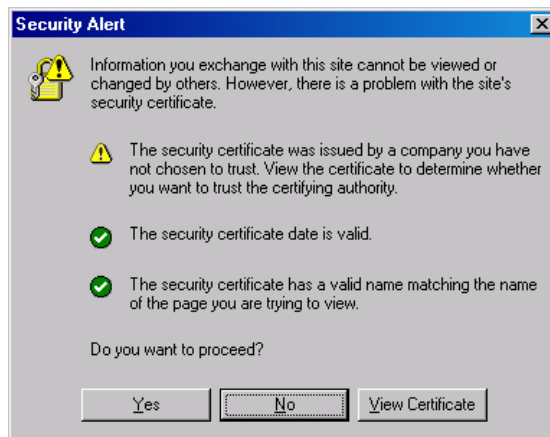 Security Alert
Information you exchange with this site cannot be viewed or
changed by others. However, there is a problem with the site's
security certificate.
The security certificate was issued by a company you have
not chosen to trust. View the certificate to determine whether
you want to trust the certifying authority.
The security certificate date is valid.
The security certificate has a valid name matching the name
of the page you are trying to view.
Do you want to proceed?
Yes No View Certificate